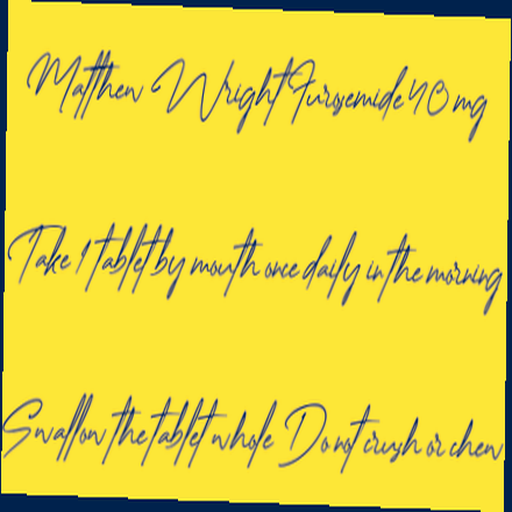 Matthew Wright Furosemide 40 mg
Take 1 tablet by mouth once daily in the morning
Swallow the tablet whole Do not crush or chew